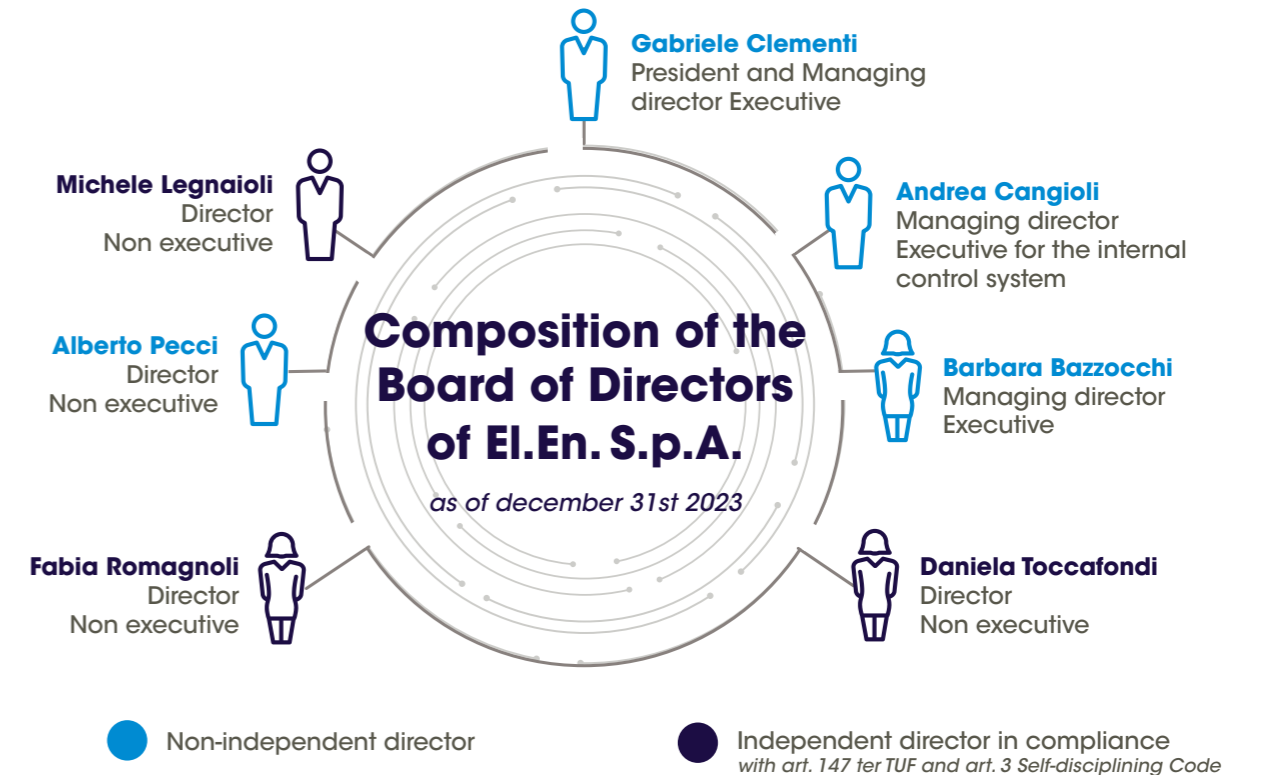 Gabriele Clementi
President and Managing
director Executive
Michele Legnaioli
Director
Non executive
Andrea Cangioli
Managing director
Executive for the internal
control system
Alberto Pecci
Director
Non executive
Composition of the
Board of Directors
of El.En. S.p.A.
as of december 31st 2023
Barbara Bazzocchi
Managing director
Executive
Fabia Romagnoli
Director
Non executive
Daniela Toccafondi
Director
Non executive
Non-independent director
Independent director in compliance
with art. 147 ter TUF and art. 3 Self-disciplining Code